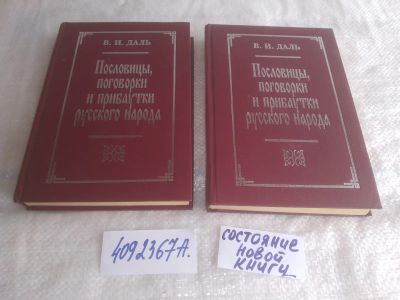 В. И. ДАЛЬ
Пословицы,
поговорки
и прибаутки
русского народа
В. И. ДАЛЬ
Пословицы,
поговорки
и прибаутки
русского народа
4092367А.
СОСТОЯНИЕ
НОВОЙ
КНИГИ